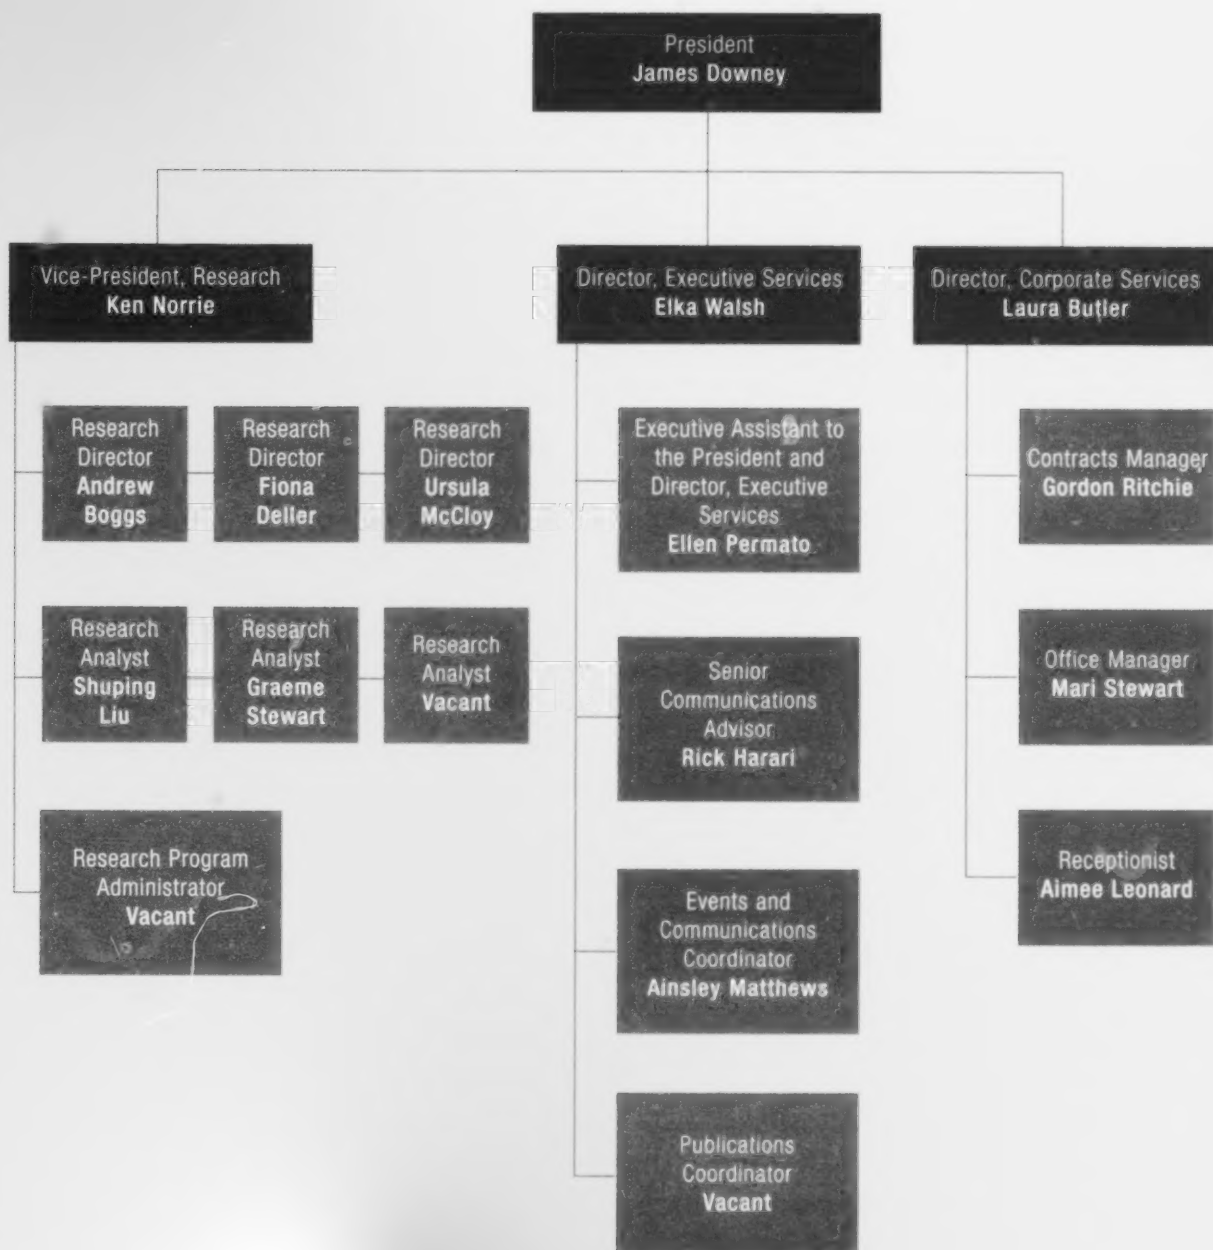 President
James Downey
Vice-President, Research
Ken Norrie
Director, Executive Services
Elka Walsh
Director, Corporate Services
Laura Butler
Research
Director
Andrew
Boggs
Research
Director
Fiona
Deller
Research
Director
Ursula
McCloy
Executive Assistant to
the President and
Director, Executive
Services
Ellen Permato
Contracts Manager
Gordon Ritchie
Research
Analyst
Shuping
Liu
Research
Analyst
Graeme
Stewart
Research
Analyst
Vacant
Senior
Communications
Advisor
Rick Harari
Office Manager
Mari Stewart
Research Program
Administrator
Vacant
Events and
Communications
Coordinator
Ainsley Matthews
Receptionist
Aimee Leonard
Publications
Coordinator
Vacant